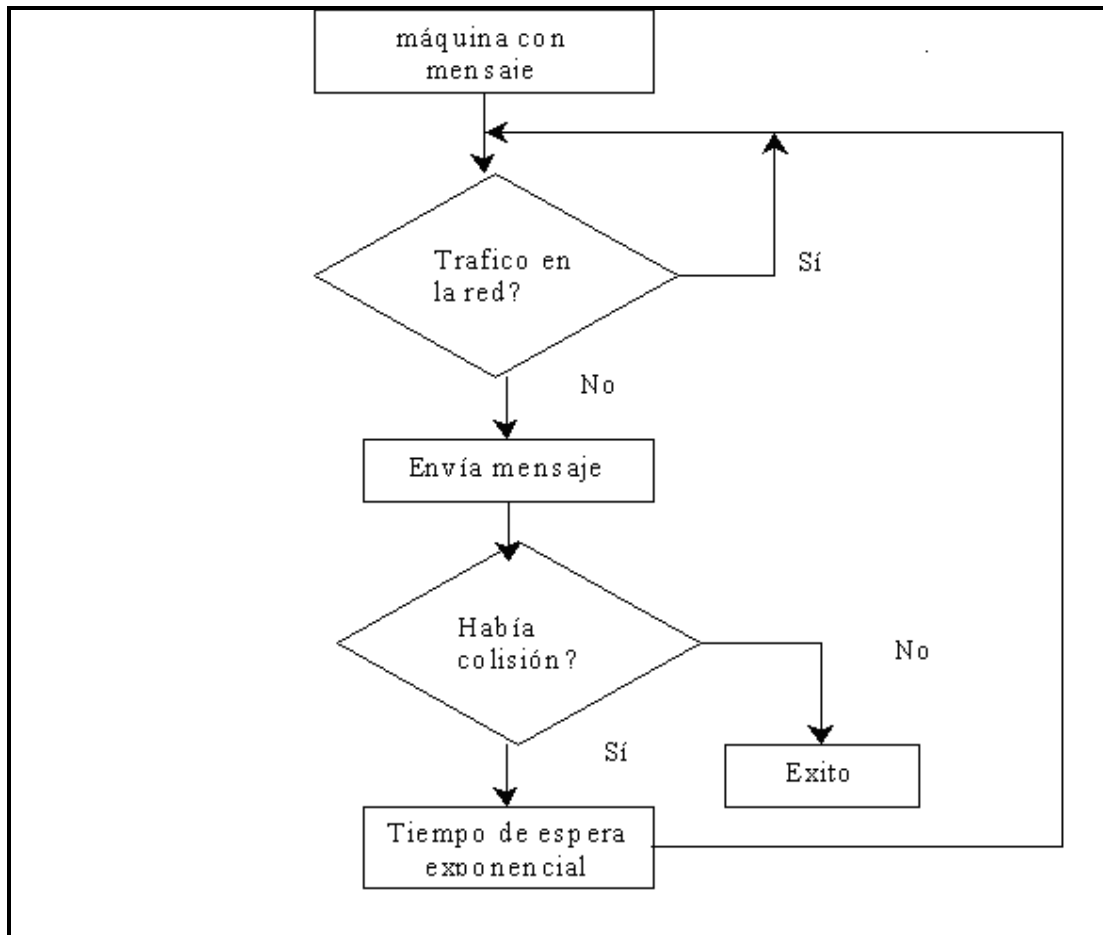 máquina con
mensaje
Trafico en
la red?
Sí
No
Envía mensaje
Había
colisión?
No
Sí
Exito
Tiempo de espera
exponencial